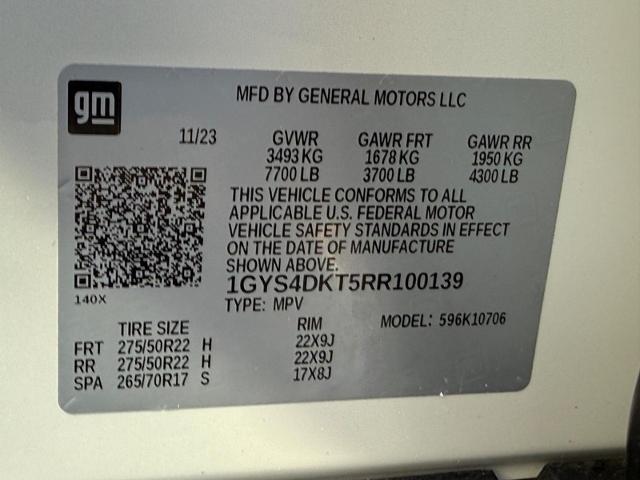 gm
MFD BY GENERAL MOTORS LLC
11/23 GVWR GAWR FRT GAWR RR
3493 KG 1678 KG 1950 KG
7700 LB 3700 LB 4300 LB
THIS VEHICLE CONFORMS TO ALL
APPLICABLE U.S. FEDERAL MOTOR
VEHICLE SAFETY STANDARDS IN EFFECT
ON THE DATE OF MANUFACTURE
SHOWN ABOVE.
1GYS4DKT5RR100139
140X
TYPE: MPV
TIRE SIZE RIM MODEL: 596K10706
FRT 275/50R22 H 22X9J
RR 275/50R22 H 22X9J
SPA 265/70R17 S 17X8J